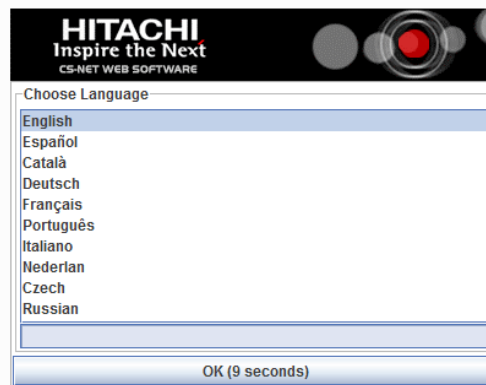 HITACHI
Inspire the Next
CS-NET WEB SOFTWARE
Choose Language
English
Español
Català
Deutsch
Français
Português
Italiano
Nederlan
Czech
Russian
OK (9 seconds)